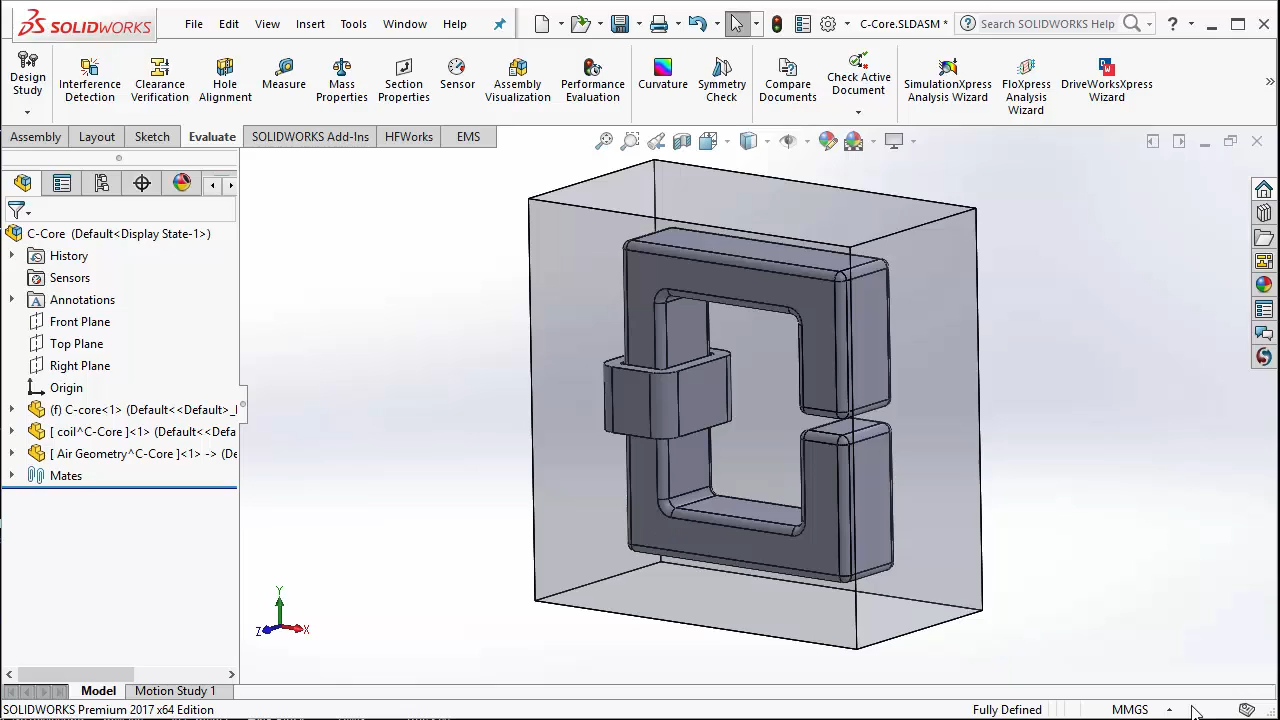 SOLIDWORKS File Edit View Insert Tools Window Help C-Core.SLDASM * Search SOLIDWORKS Help ?
Design Study
Interference Detection
Clearance Verification
Hole Alignment
Measure
Mass Properties
Section Properties
Sensor
Assembly Visualization
Performance Evaluation
Curvature
Symmetry Check
Compare Documents
Check Active Document
SimulationXpress Analysis Wizard
FloXpress Analysis Wizard
DriveWorksXpress Wizard
Assembly Layout Sketch Evaluate SOLIDWORKS Add-Ins HFWorks EMS
C-Core (Default<Display State-1>)
History
Sensors
Annotations
Front Plane
Top Plane
Right Plane
Origin
(f) C-core<1> (Default<<Default>_
[ coil^C-Core ]<1> (Default<<Defa
[ Air Geometry^C-Core ]<1> -> (De
Mates
Y
Z X
Model Motion Study 1
SOLIDWORKS Premium 2017 x64 Edition Fully Defined MMGS